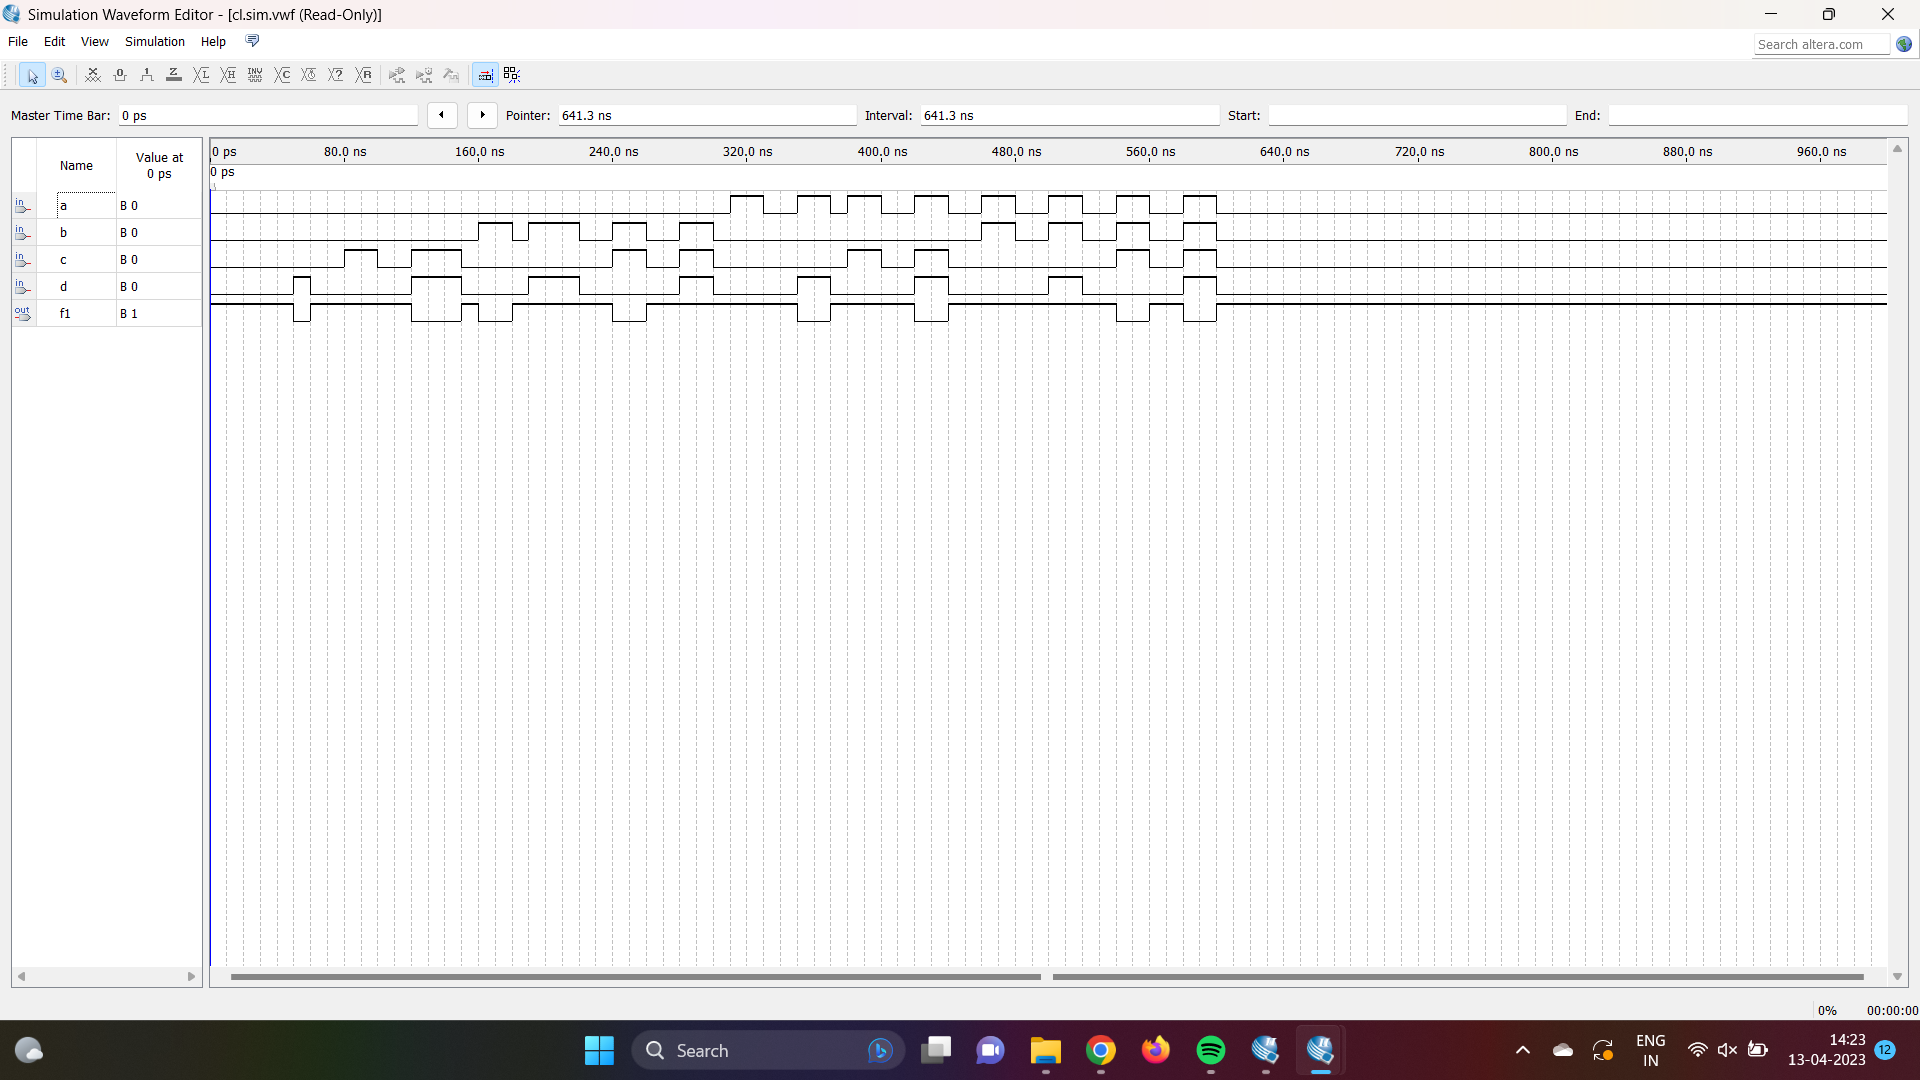 Simulation Waveform Editor - [cl.sim.vwf (Read-Only)]
File Edit View Simulation Help
Search altera.com
Master Time Bar: 0 ps Pointer: 641.3 ns Interval: 641.3 ns Start: End:
Name Value at 0 ps
0 ps 80.0 ns 160.0 ns 240.0 ns 320.0 ns 400.0 ns 480.0 ns 560.0 ns 640.0 ns 720.0 ns 800.0 ns 880.0 ns 960.0 ns
0 ps
in a B 0
in b B 0
in c B 0
in d B 0
out f1 B 1
0% 00:00:00
Search
ENG IN
14:23
13-04-2023
12